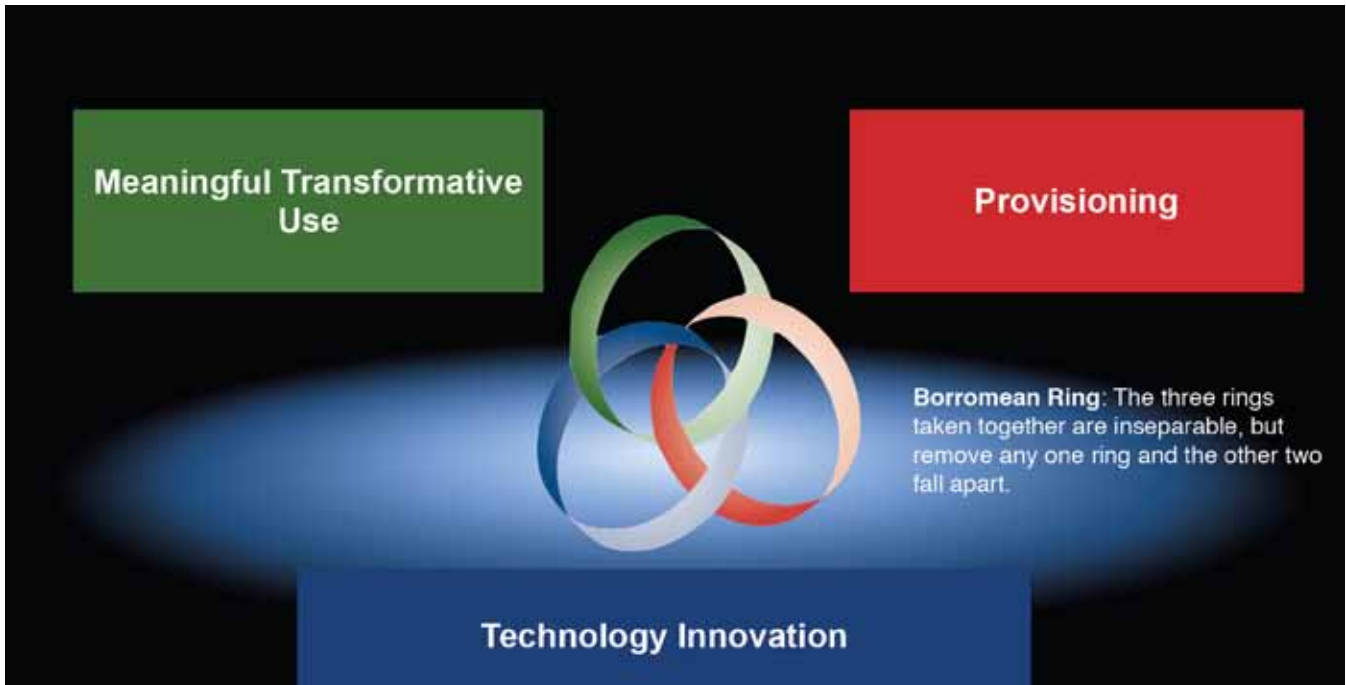 Meaningful Transformative
Use
Provisioning
Borromean Ring: The three rings
taken together are inseparable, but
remove any one ring and the other two
fall apart.
Technology Innovation